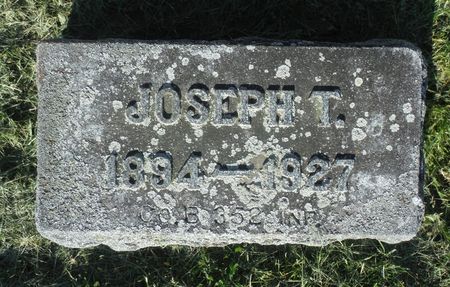 JOSEPH T.
1894–1927
CO.B 352 INF.